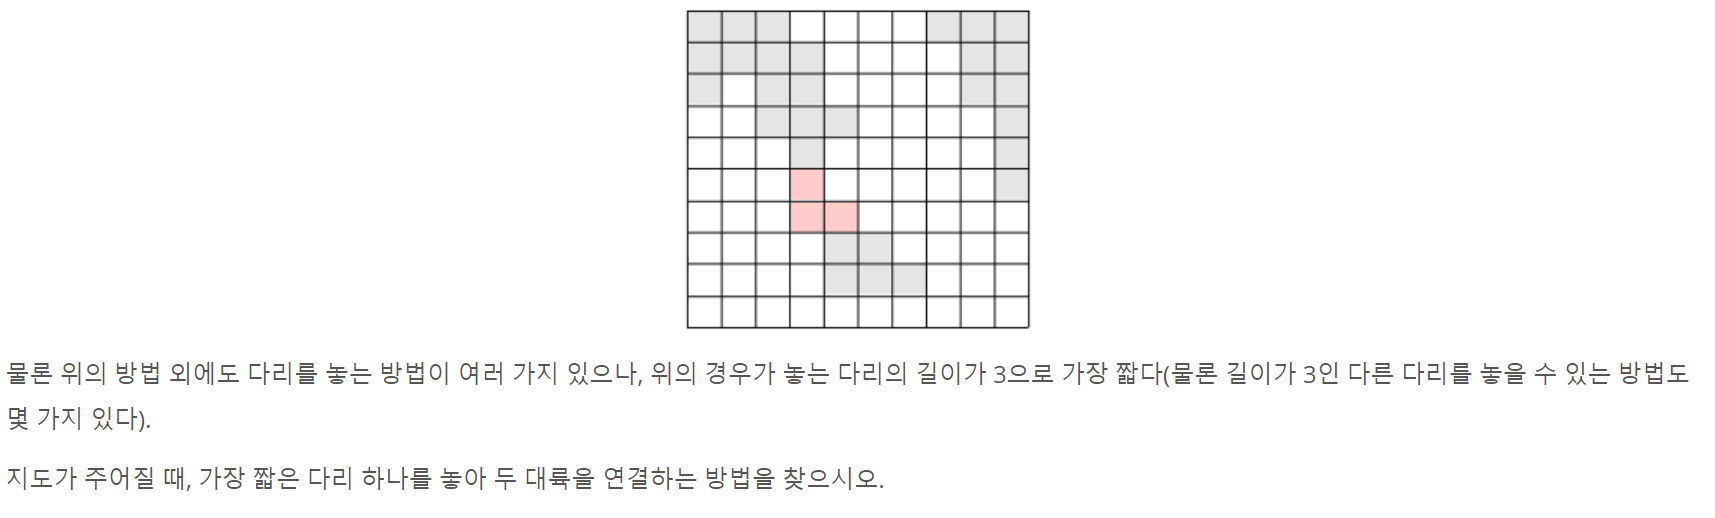 물론 위의 방법 외에도 다리를 놓는 방법이 여러 가지 있으나, 위의 경우가 놓는 다리의 길이가 3으로 가장 짧다(물론 길이가 3인 다른 다리를 놓을 수 있는 방법도
몇 가지 있다).
지도가 주어질 때, 가장 짧은 다리 하나를 놓아 두 대륙을 연결하는 방법을 찾으시오.